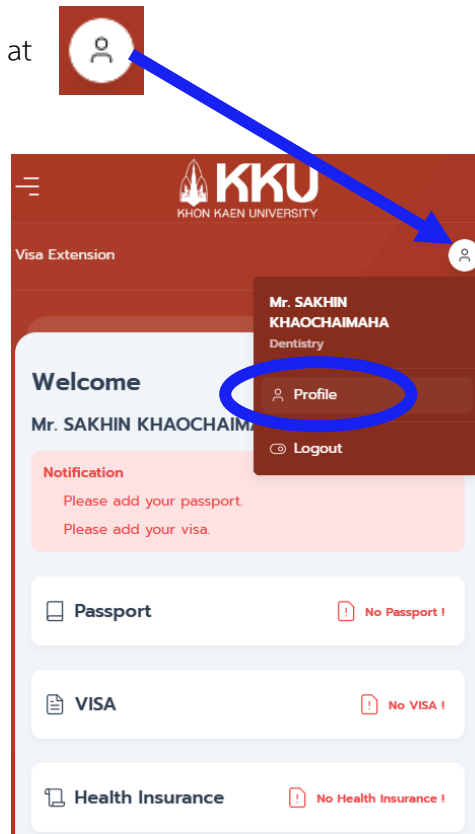 at
KKU
KHON KAEN UNIVERSITY
Visa Extension
Mr. SAKHIN
KHAOCHAIMAHA
Dentistry
Profile
Logout
Welcome
Mr. SAKHIN KHAOCHAIMA
Notification
Please add your passport.
Please add your visa.
Passport
No Passport !
VISA
No VISA !
Health Insurance
No Health Insurance !